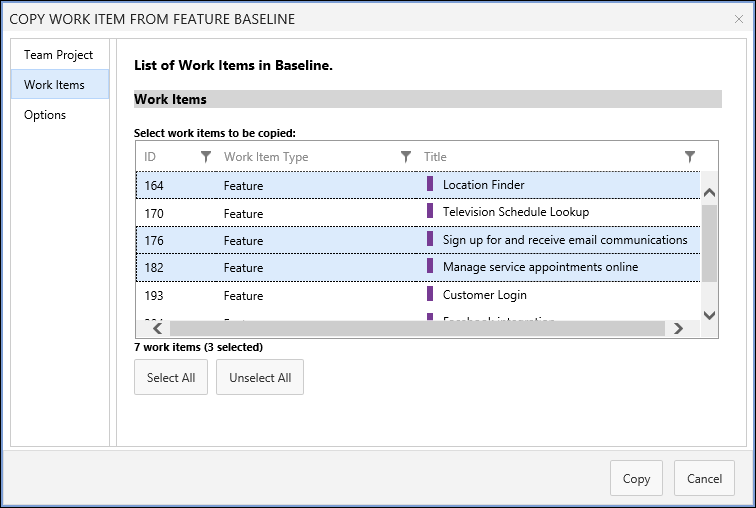 COPY WORK ITEM FROM FEATURE BASELINE
Team Project
Work Items
Options
List of Work Items in Baseline.
Work Items
Select work items to be copied:
ID Work Item Type Title
164 Feature Location Finder
170 Feature Television Schedule Lookup
176 Feature Sign up for and receive email communications
182 Feature Manage service appointments online
193 Feature Customer Login
7 work items (3 selected)
Select All Unselect All
Copy Cancel